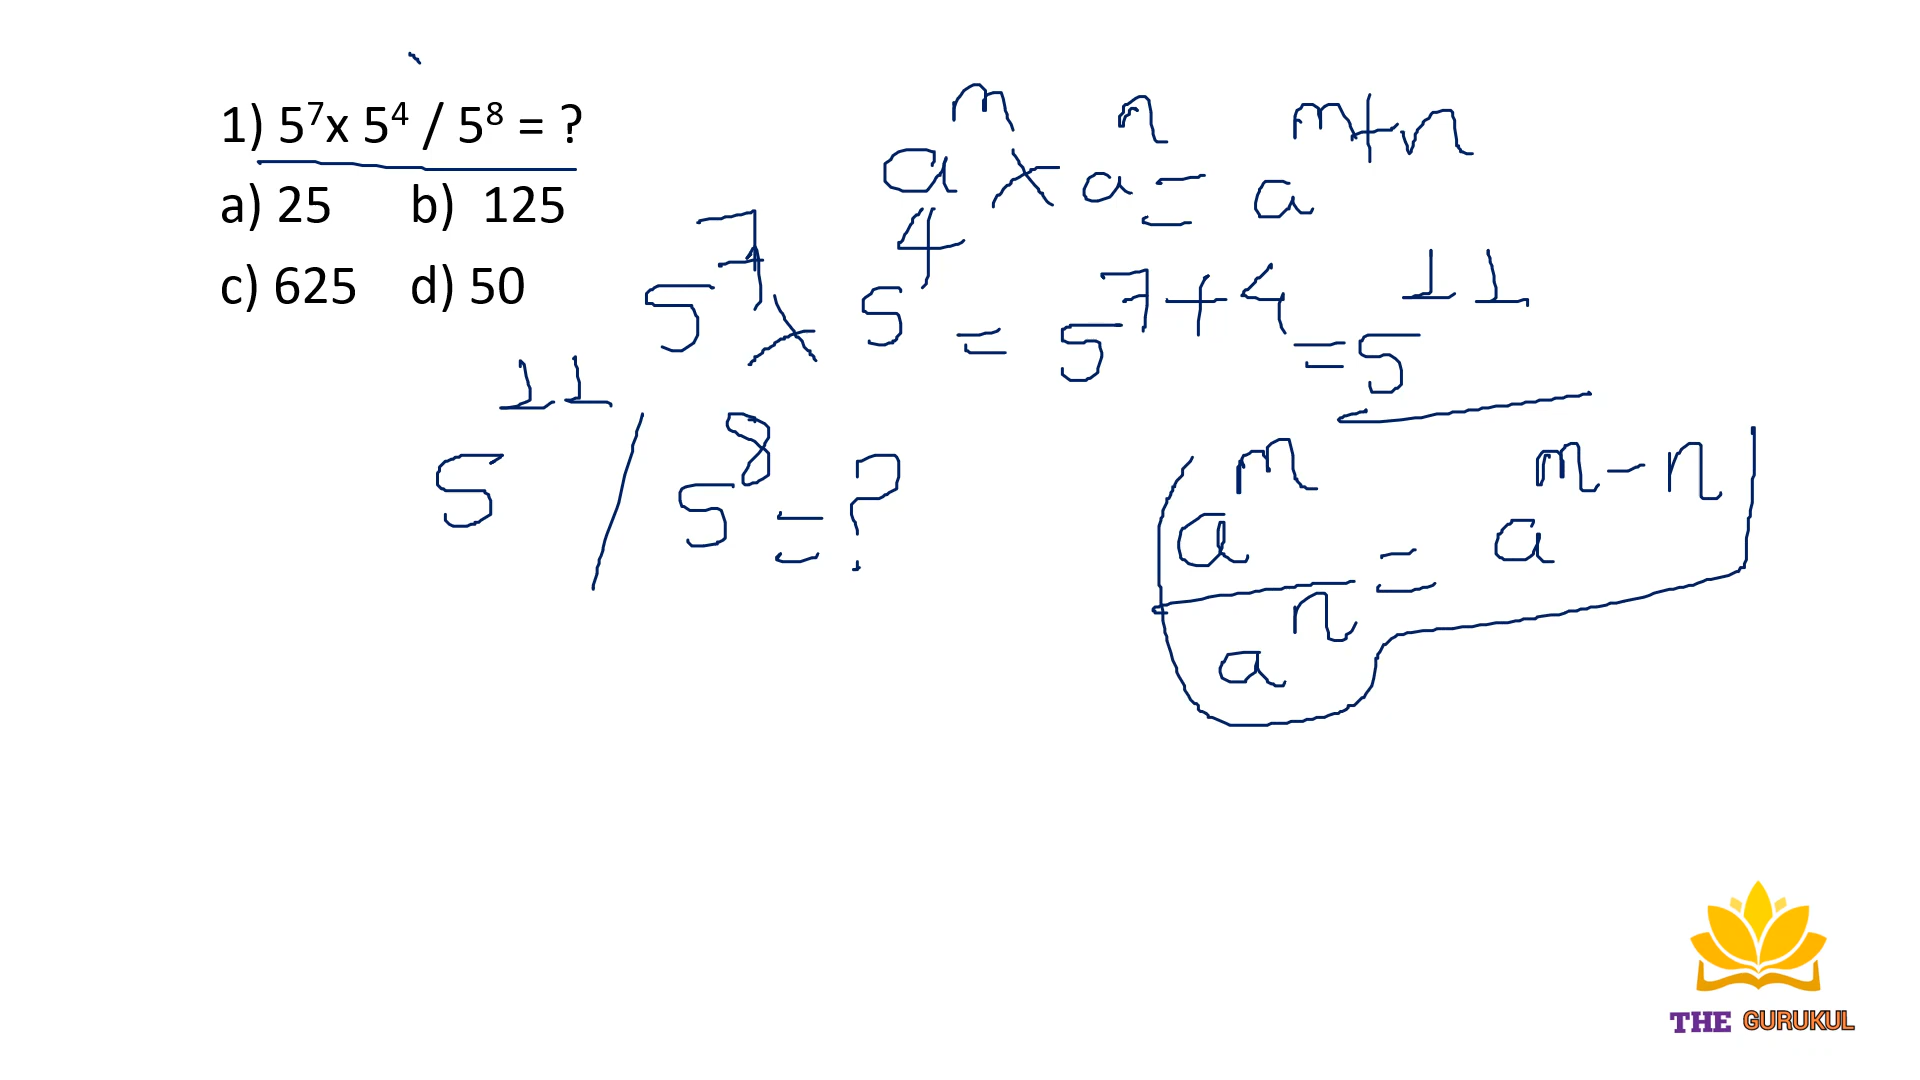 1) 5⁷x 5⁴ / 5⁸ = ?
a) 25 b) 125
c) 625 d) 50
aᵐ × aⁿ = aᵐ⁺ⁿ
5⁷ × 5⁴ = 5⁷⁺⁴ = 5¹¹
5¹¹ / 5⁸ = ?
aᵐ / aⁿ = aᵐ⁻ⁿ
THE GURUKUL